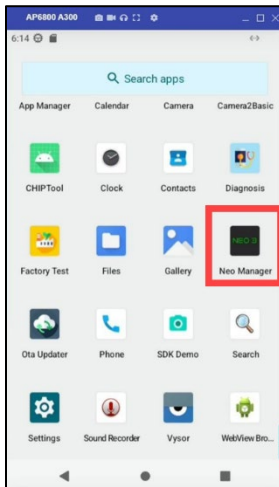 AP6800 A300
6:14
Search apps
App Manager Calendar Camera Camera2Basic
CHIPTool Clock Contacts Diagnosis
NEO 3
Factory Test Files Gallery Neo Manager
Ota Updater Phone SDK Demo Search
Settings Sound Recorder Vysor WebView Bro...